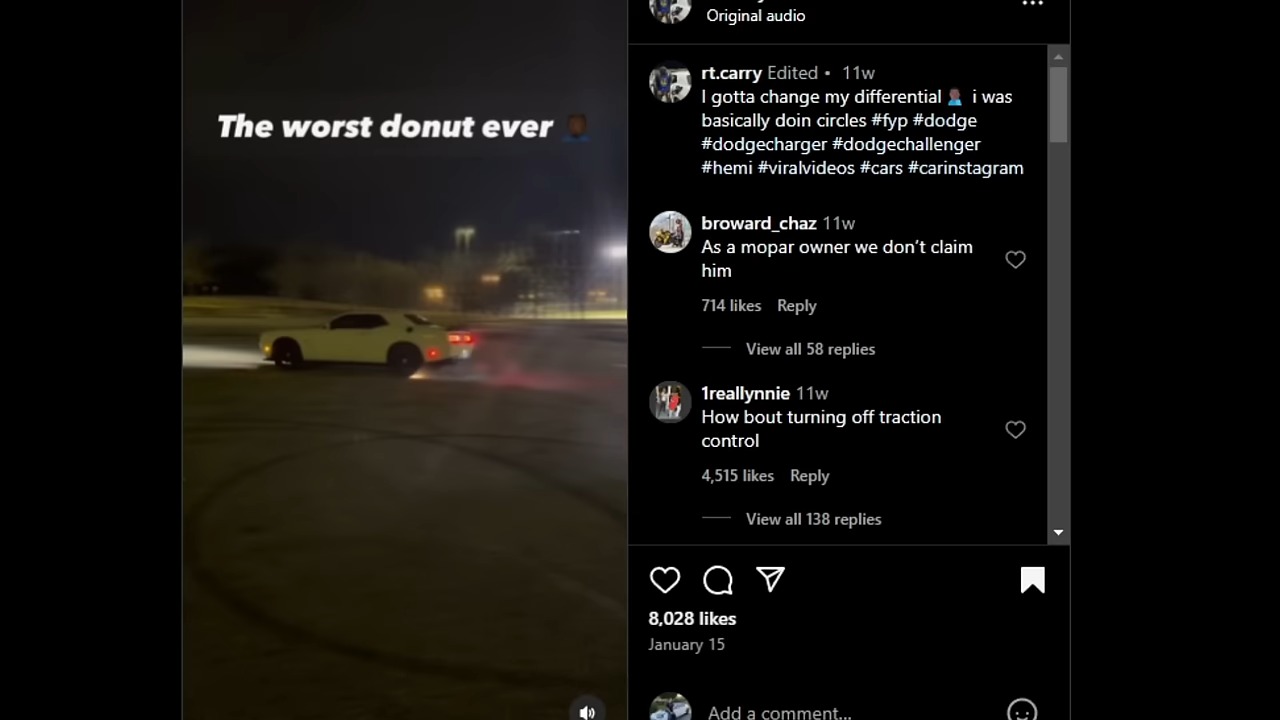 The worst donut ever
Original audio
rt.carry Edited • 11w
I gotta change my differential 🤦🏾‍♂️ i was
basically doin circles #fyp #dodge
#dodgecharger #dodgechallenger
#hemi #viralvideos #cars #carinstagram
broward_chaz 11w
As a mopar owner we don’t claim
him
714 likes Reply
View all 58 replies
1reallynnie 11w
How bout turning off traction
control
4,515 likes Reply
View all 138 replies
8,028 likes
January 15
Add a comment...